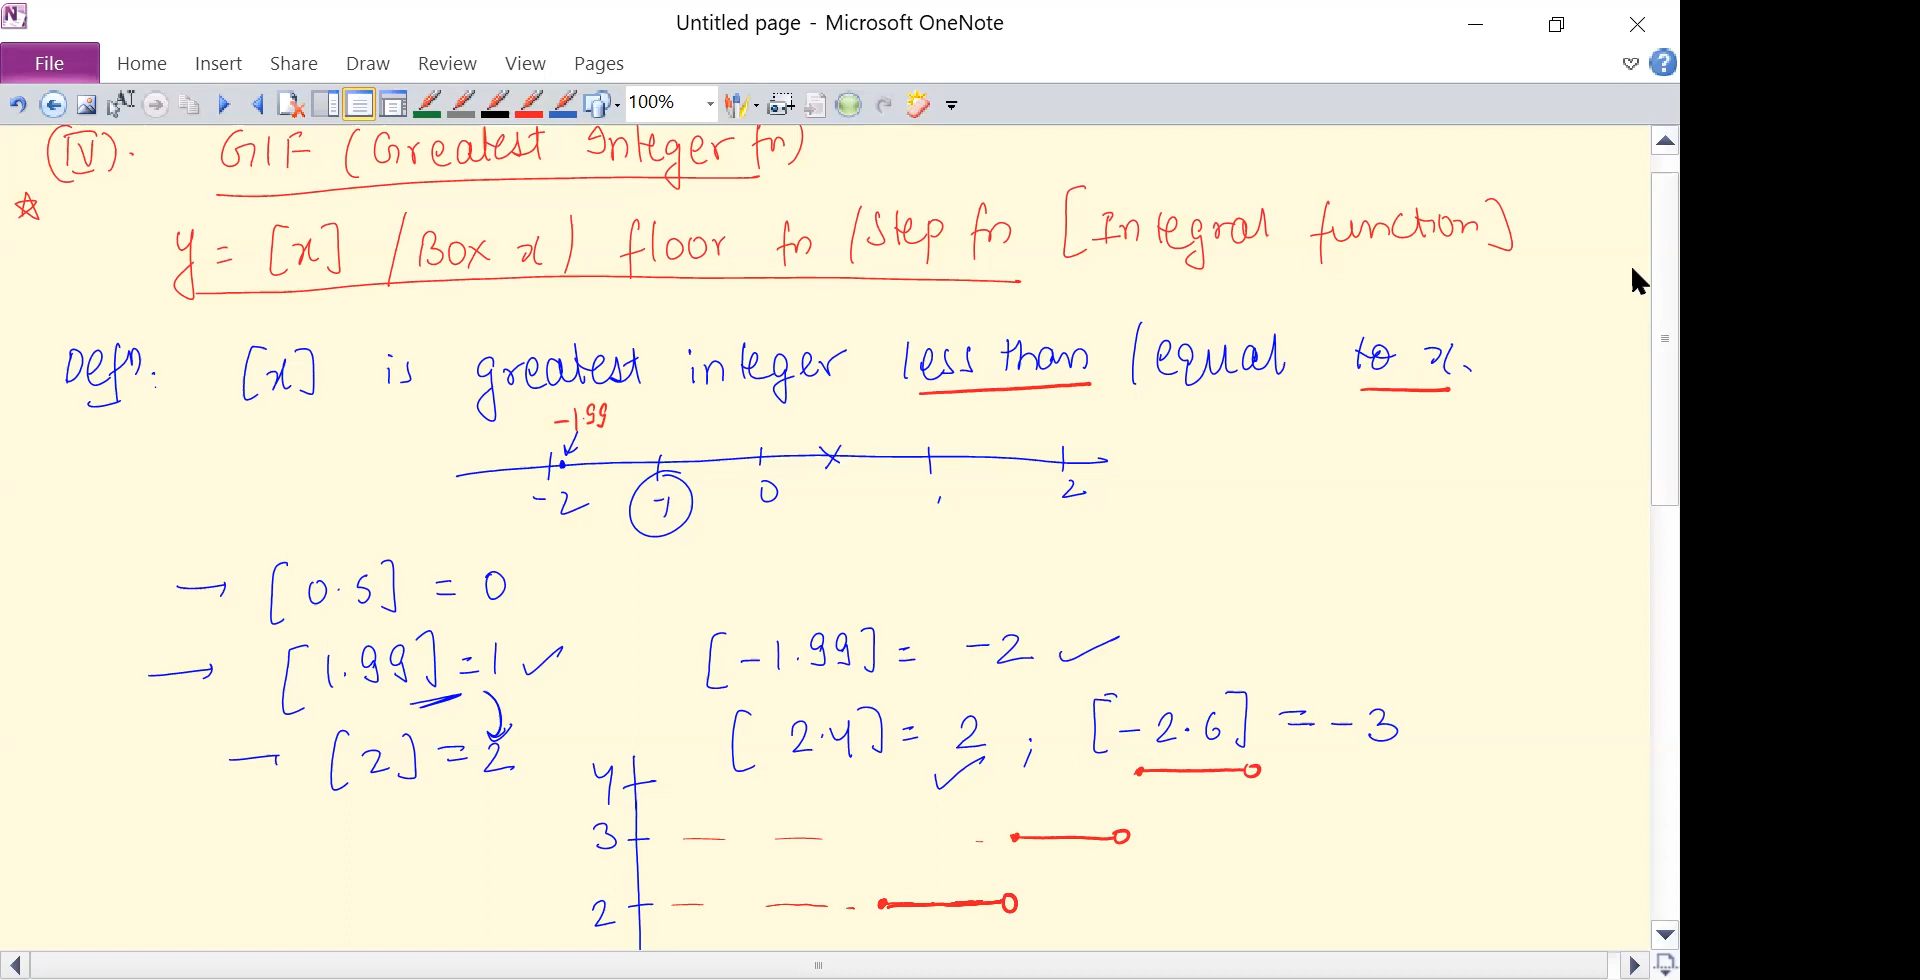 Untitled page - Microsoft OneNote
File Home Insert Share Draw Review View Pages
100%
(IV). GIF (Greatest Integer fn)
y = [x] /Box x) floor fn /Step fn [Integral function]
Defn. [x] is greatest integer less than /equal to x.
-1.99
-2 -1 0 2
→ [0.5] = 0
→ [1.99] = 1 ✓ [-1.99] = -2 ✓
→ [2] = 2 [2.4] = 2 ✓ ; [-2.6] = -3
4
3
2